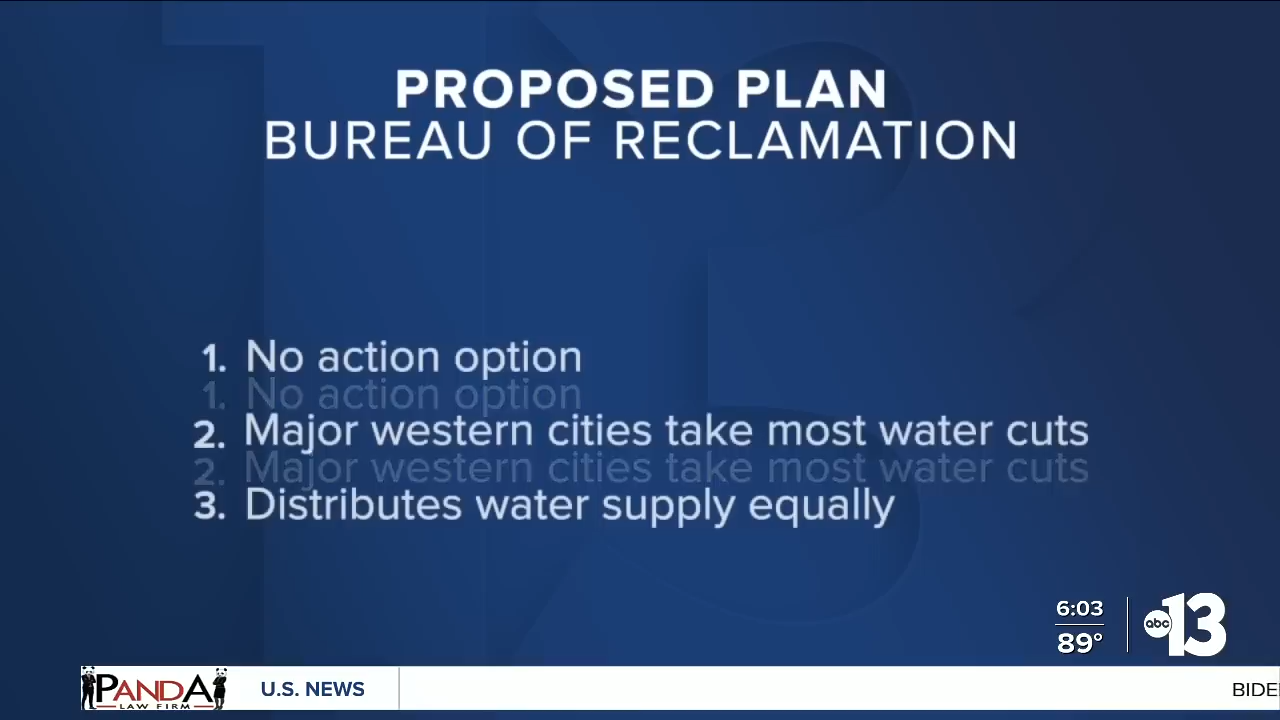 PROPOSED PLAN
BUREAU OF RECLAMATION
1. No action option
1. No action option
2. Major western cities take most water cuts
2. Major western cities take most water cuts
3. Distributes water supply equally
6:03
89°
abc 13
PANDA
LAW FIRM
U.S. NEWS
BIDE